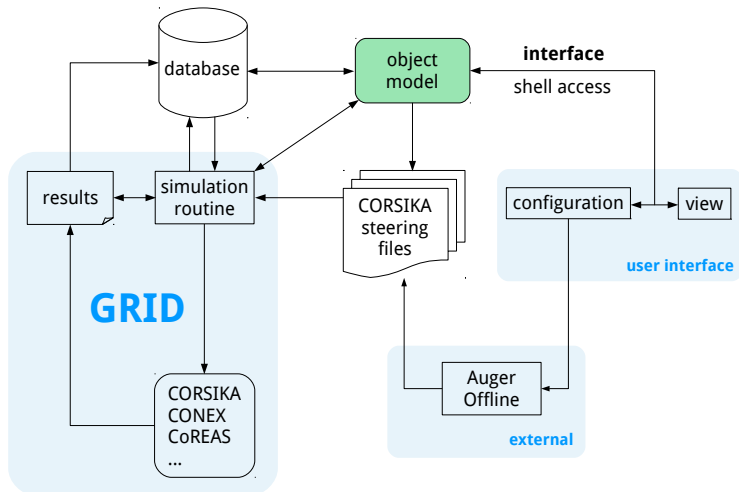 database
object
model
interface
shell access
results
simulation
routine
CORSIKA
steering
files
configuration
view
user interface
GRID
CORSIKA
CONEX
CoREAS
...
Auger
Offline
external